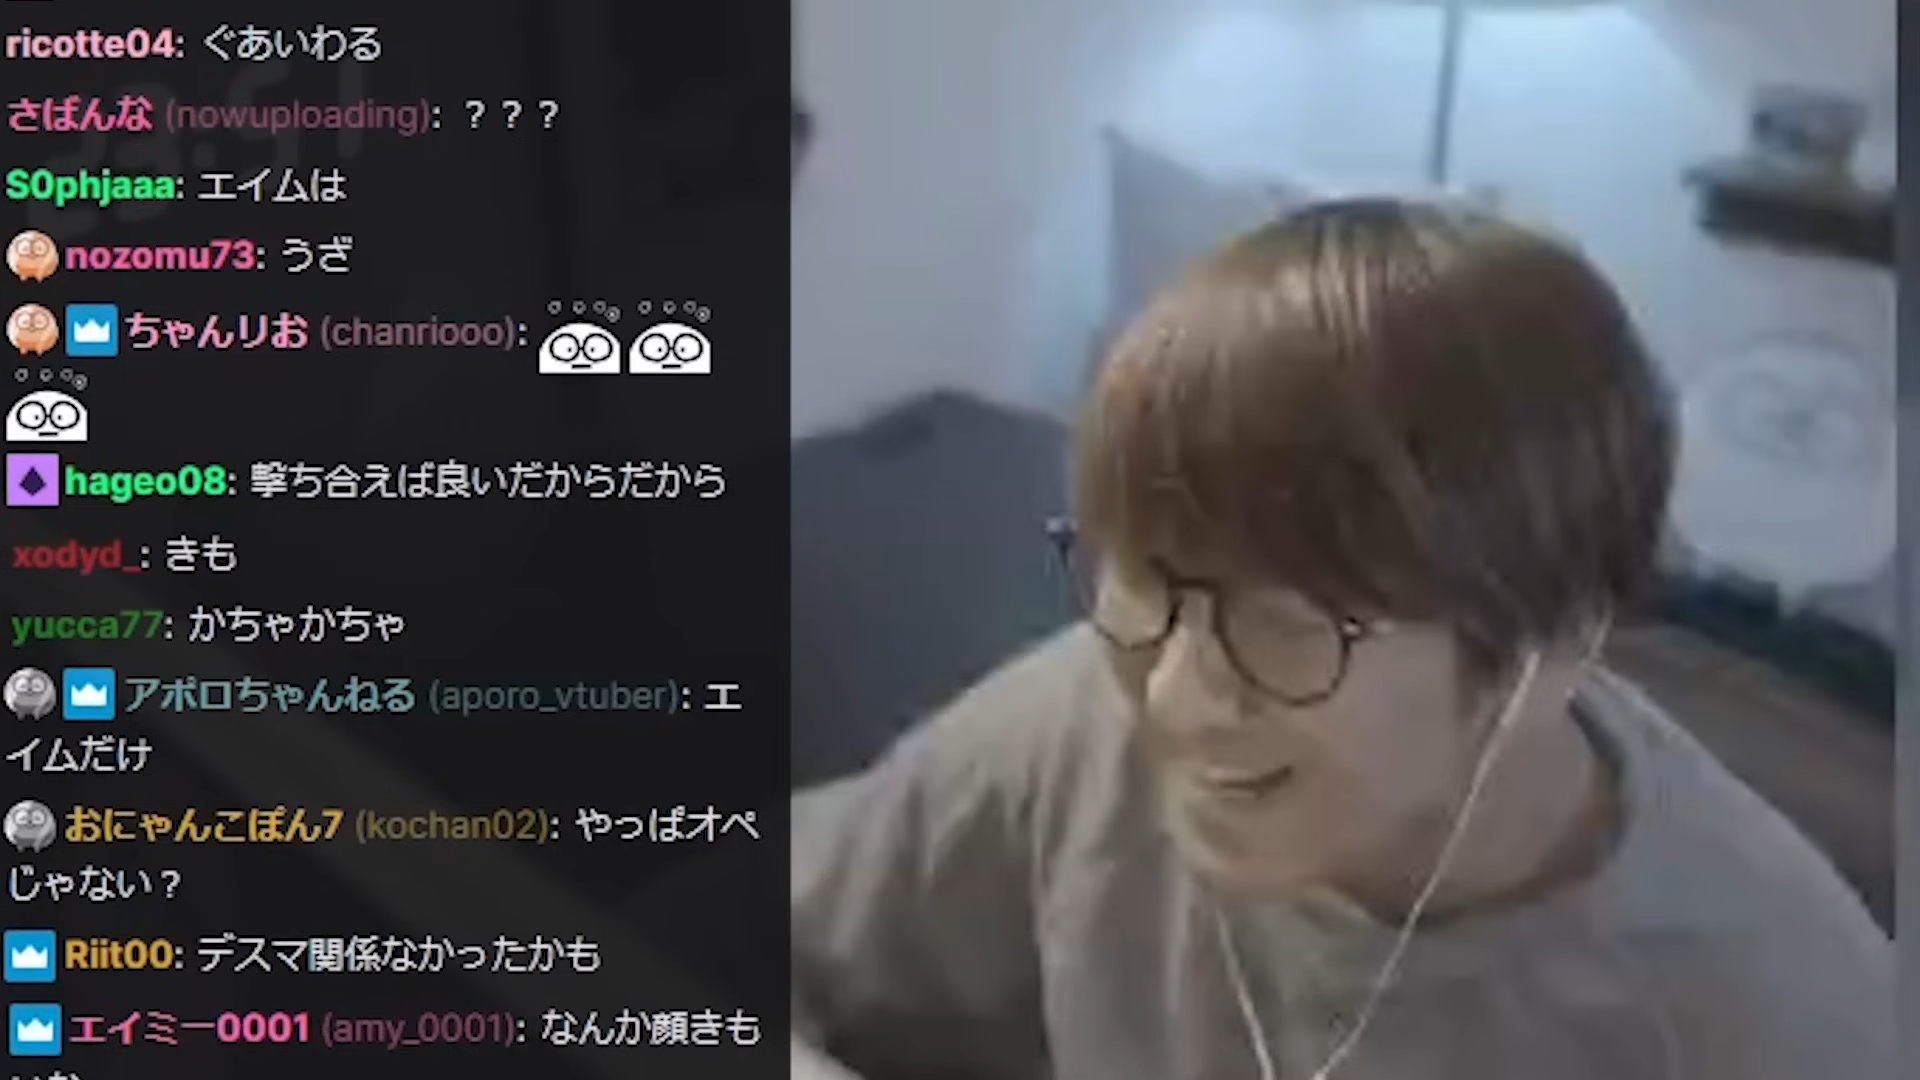 ricotte04: ぐあいわる
さばんな (nowuploading): ？？？
S0phjaaa: エイムは
nozomu73: うざ
ちゃんりお (chanriooo):
hageo08: 撃ち合えば良いだからだから
xodyd_: きも
yucca77: かちゃかちゃ
アポロちゃんねる (aporo_vtuber): エ
イムだけ
おにゃんこぽん7 (kochan02): やっぱオペ
じゃない？
Riit00: デスマ関係なかったかも
エイミー0001 (amy_0001): なんか顔きも